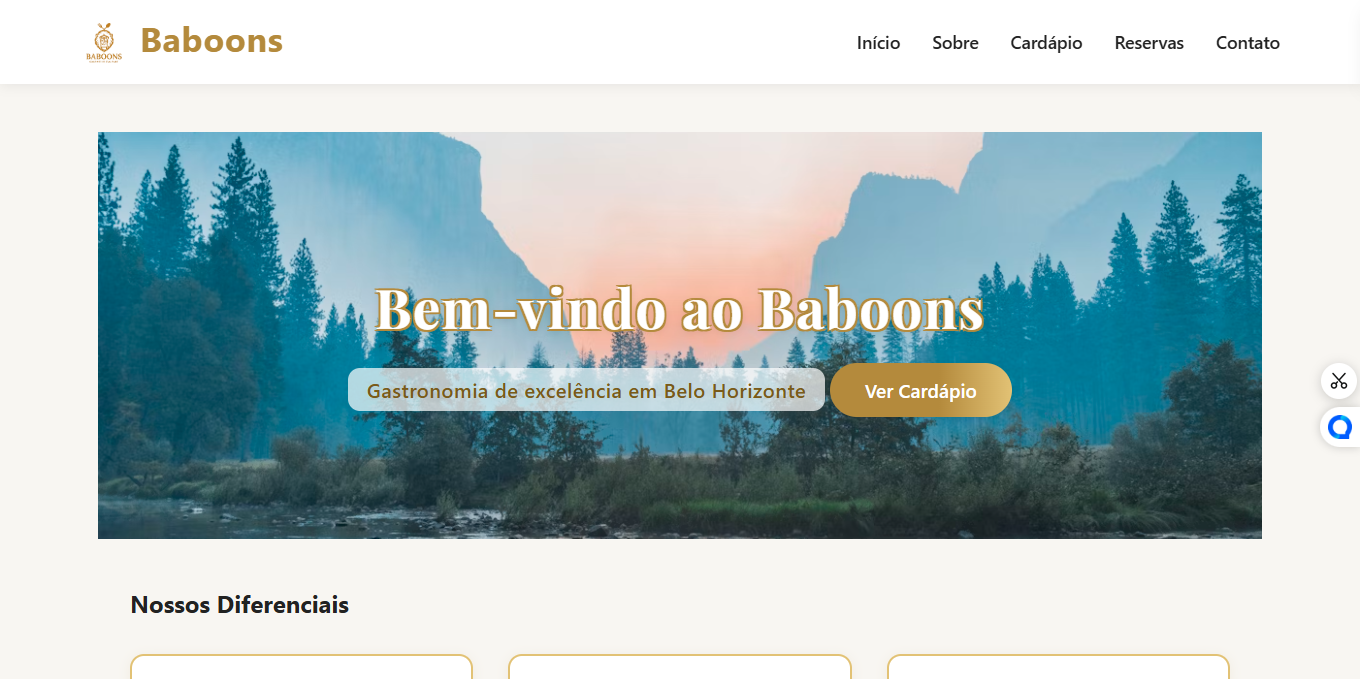 BABOONS
Baboons
Início
Sobre
Cardápio
Reservas
Contato
Bem-vindo ao Baboons
Gastronomia de excelência em Belo Horizonte
Ver Cardápio
Nossos Diferenciais